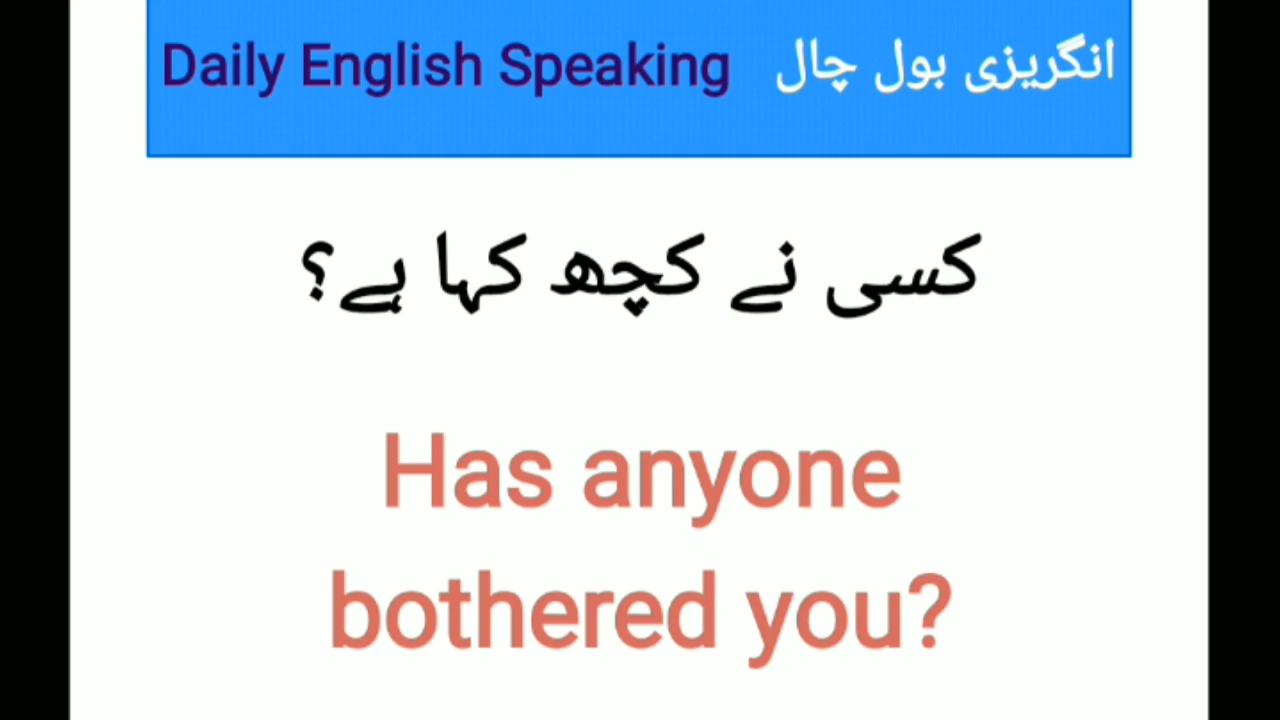 Daily English Speaking انگریزی بول چال
کسی نے کچھ کہا ہے؟
Has anyone
bothered you?